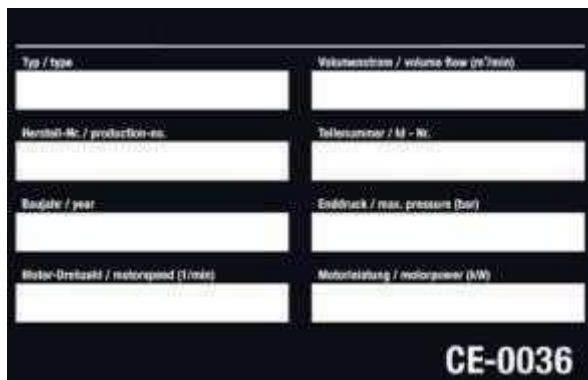 Typ / type
Volumenstrom / volume flow (m³/min)
Herstell-Nr. / production-no.
Teilenummer / Id - Nr.
Baujahr / year
Enddruck / max. pressure (bar)
Motor-Drehzahl / motorspeed (1/min)
Motorleistung / motorpower (kW)
CE-0036